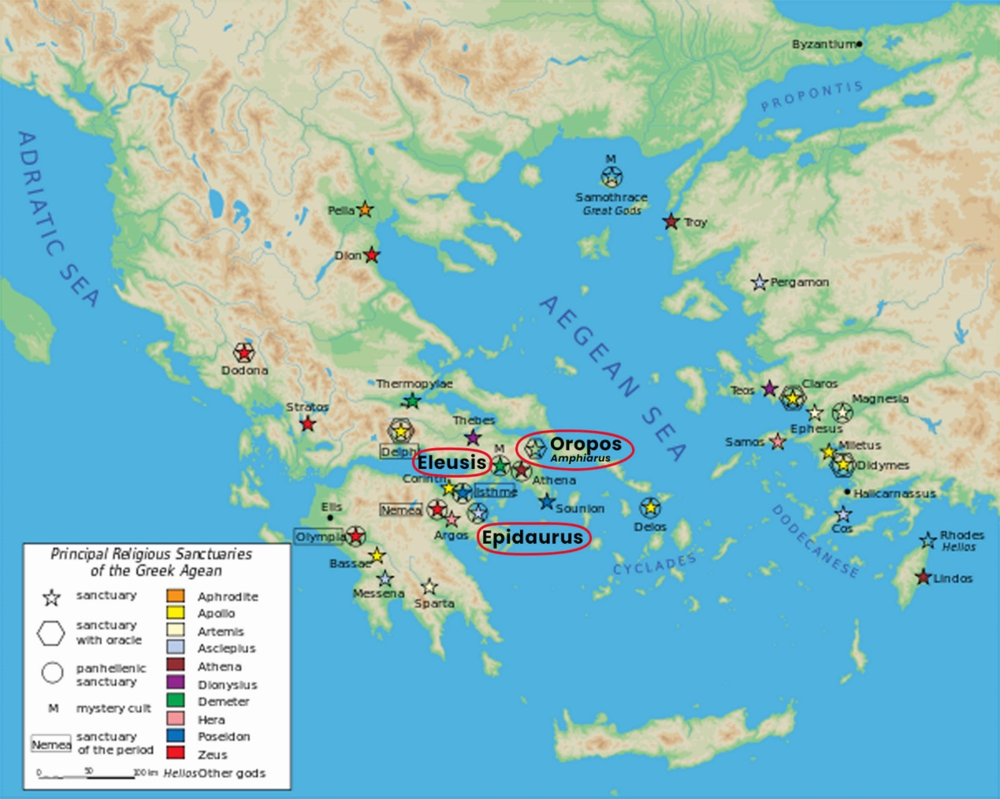 Byzantium
PROPONTIS
ADRIATIC SEA
M
Samothrace
Great Gods
Pella
Troy
Dion
Pergamon
AEGEAN SEA
Dodona
Thermopylae
Teos
Claros
Magnesia
Stratos
Thebes
Ephesus
Samos
Oropos
Amphiarus
Miletus
Delph
M
Eleusis
Didymes
Corinth
Athena
Isthme
Halicarnassus
Elis
Nemea
Sounion
Delos
Cos
Argos
Olympia
Epidaurus
DODECANESE
Rhodes
Helios
Bassae
CYCLADES
Lindos
Messena
Sparta
Principal Religious Sanctuaries
of the Greek Agean
sanctuary
sanctuary
with oracle
panhellenic
sanctuary
M mystery cult
Nemea sanctuary
of the period
0 50 100 km
Aphrodite
Apollo
Artemis
Asclepius
Athena
Dionysius
Demeter
Hera
Poseidon
Zeus
Helios Other gods